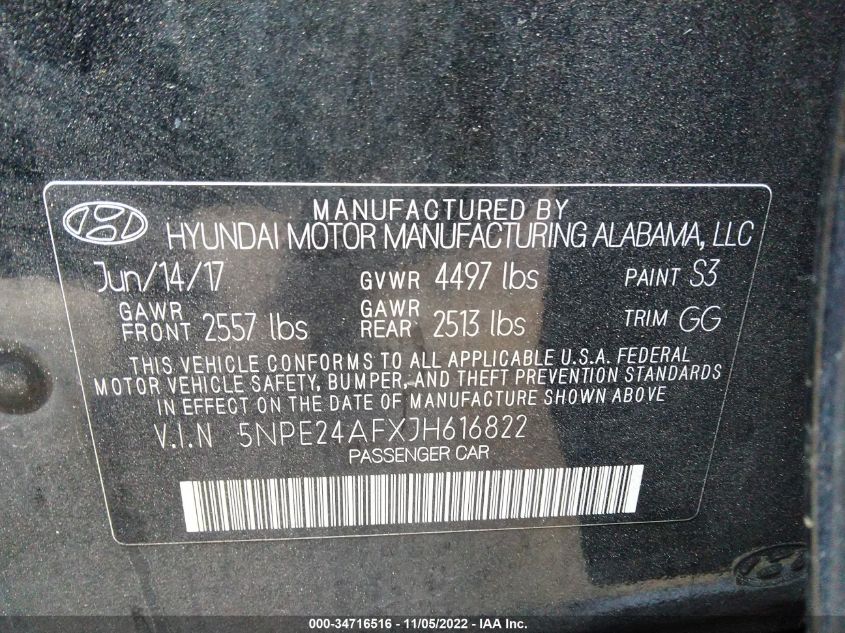 MANUFACTURED BY
HYUNDAI MOTOR MANUFACTURING ALABAMA, LLC
Jun/14/17 GVWR 4497 lbs PAINT S3
GAWR FRONT 2557 lbs GAWR REAR 2513 lbs TRIM GG
THIS VEHICLE CONFORMS TO ALL APPLICABLE U.S.A. FEDERAL
MOTOR VEHICLE SAFETY, BUMPER, AND THEFT PREVENTION STANDARDS
IN EFFECT ON THE DATE OF MANUFACTURE SHOWN ABOVE
V.I.N 5NPE24AFXJH616822
PASSENGER CAR
000-34716516 - 11/05/2022 - IAA Inc.